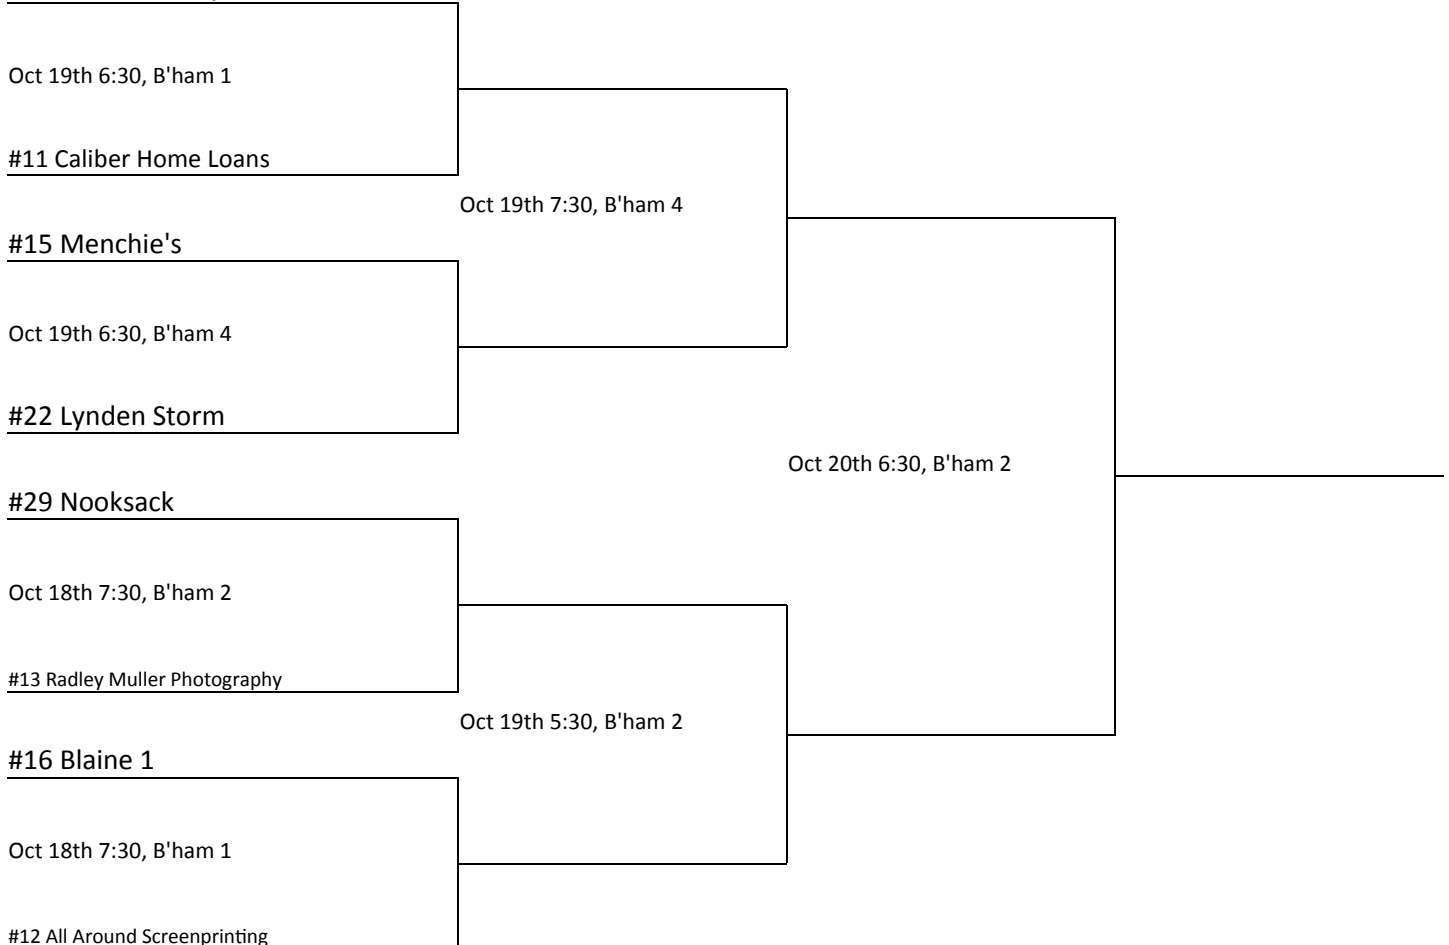 Oct 19th 6:30, B'ham 1
#11 Caliber Home Loans
Oct 19th 7:30, B'ham 4
#15 Menchie's
Oct 19th 6:30, B'ham 4
#22 Lynden Storm
Oct 20th 6:30, B'ham 2
#29 Nooksack
Oct 18th 7:30, B'ham 2
#13 Radley Muller Photography
Oct 19th 5:30, B'ham 2
#16 Blaine 1
Oct 18th 7:30, B'ham 1
#12 All Around Screenprinting